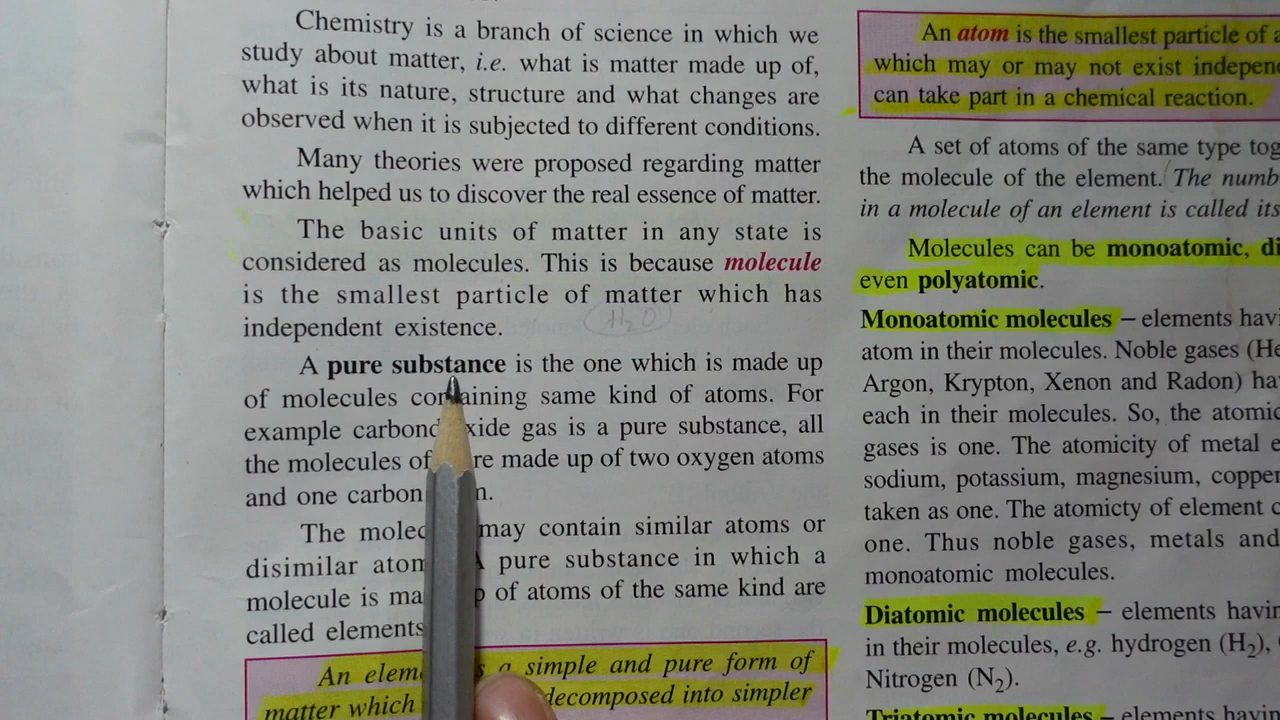 Chemistry is a branch of science in which we
study about matter, i.e. what is matter made up of,
what is its nature, structure and what changes are
observed when it is subjected to different conditions.
Many theories were proposed regarding matter
which helped us to discover the real essence of matter.
The basic units of matter in any state is
considered as molecules. This is because molecule
is the smallest particle of matter which has
independent existence.
H2O
A pure substance is the one which is made up
of molecules containing same kind of atoms. For
example carbon xide gas is a pure substance, all
the molecules of re made up of two oxygen atoms
and one carbon
The may contain similar atoms or
disimilar pure substance in which a
molecule is of atoms of the same kind are
called elements
An a simple and pure form of
matter which decomposed into simpler
An atom is the smallest particle of
which may or may not exist
can take part in a chemical reaction.
A set of atoms of the same type
the molecule of the element. (The
in a molecule of an element is called its
Molecules can be monoatomic,
even polyatomic.
Monoatomic molecules – elements
atom in their molecules. Noble gases (He
Argon, Krypton, Xenon and Radon)
each in their molecules. So, the
gases is one. The atomicity of metal
sodium, potassium, magnesium,
taken as one. The atomicty of element
one. Thus noble gases, metals and
monoatomic molecules.
Diatomic molecules – elements
in their molecules, e.g. hydrogen (H2),
Nitrogen (N2).
Triatomic molecules – elements